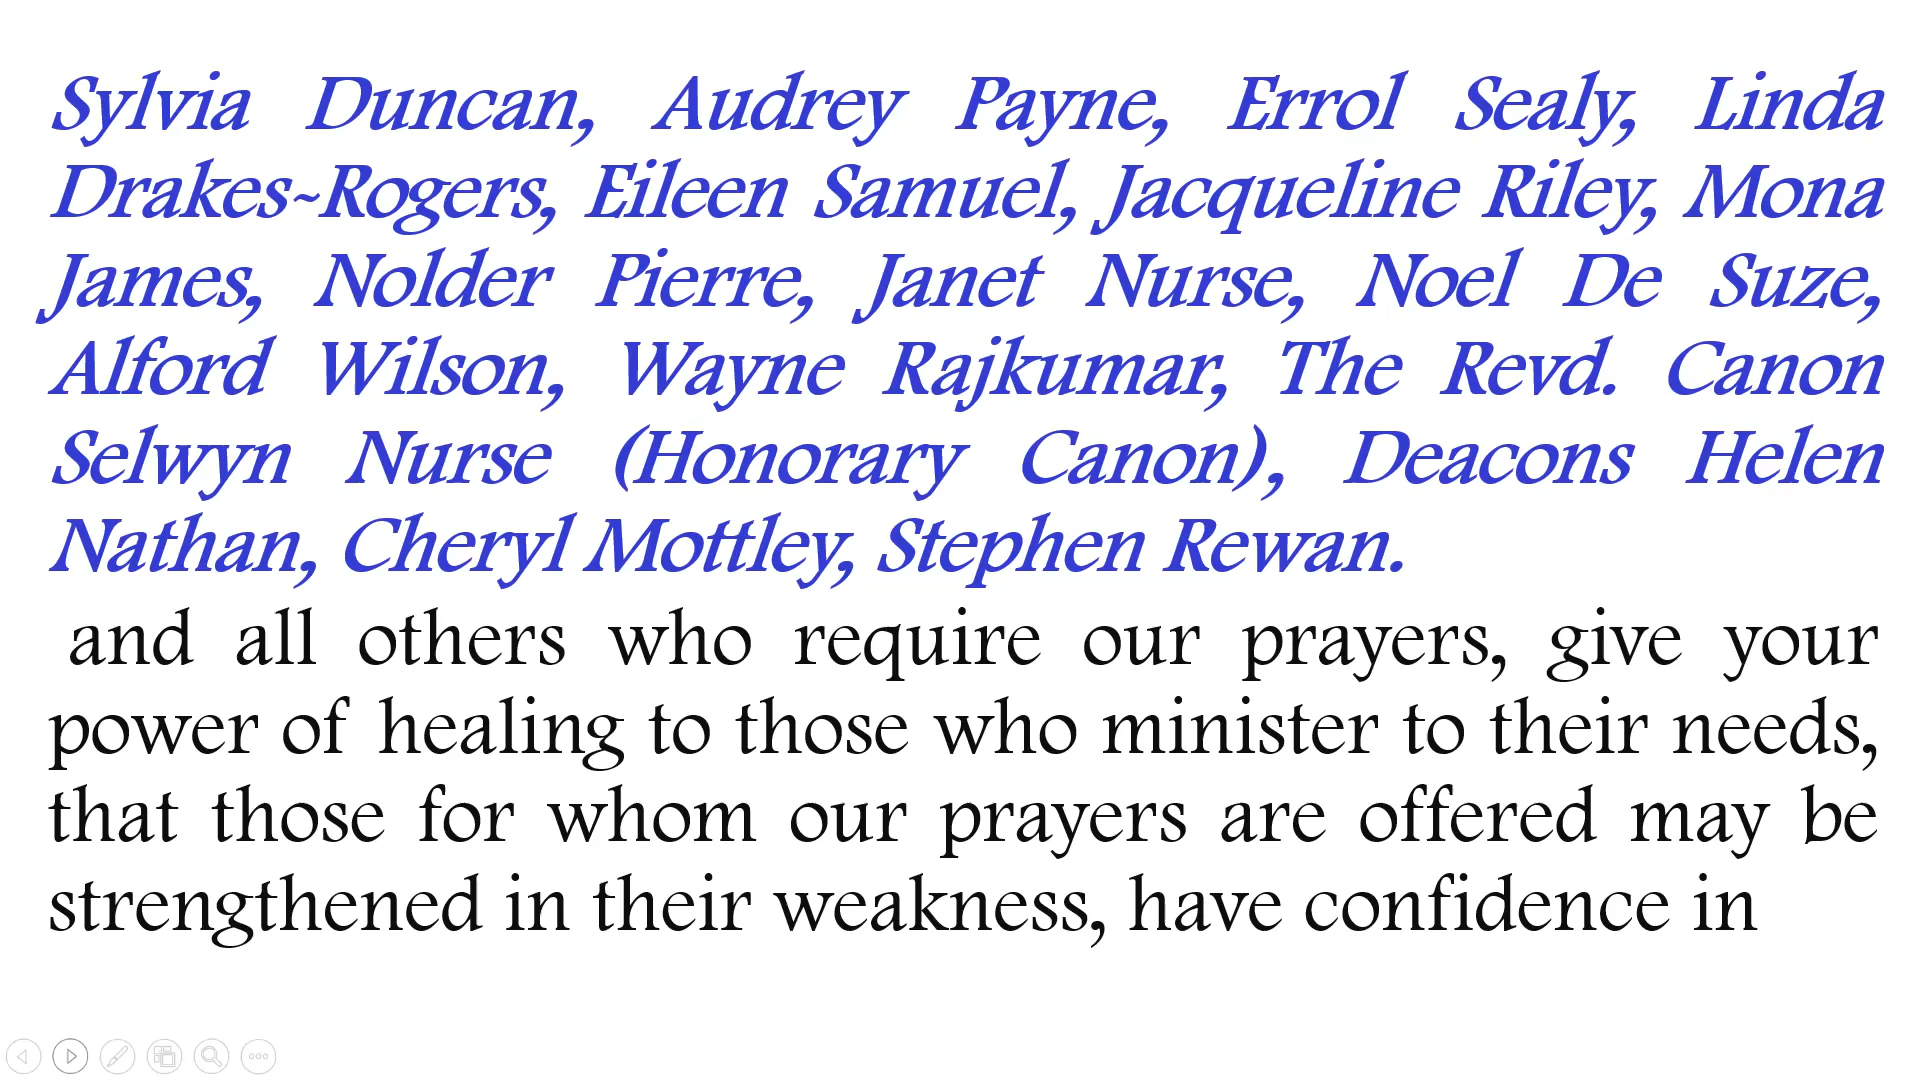 Sylvia Duncan, Audrey Payne, Errol Sealy, Linda
Drakes~Rogers, Eileen Samuel, Jacqueline Riley, Mona
James, Nolder Pierre, Janet Nurse, Noel De Suze,
Alford Wilson, Wayne Rajkumar, The Revd. Canon
Selwyn Nurse (Honorary Canon), Deacons Helen
Nathan, Cheryl Mottley, Stephen Rewan.
and all others who require our prayers, give your
power of healing to those who minister to their needs,
that those for whom our prayers are offered may be
strengthened in their weakness, have confidence in